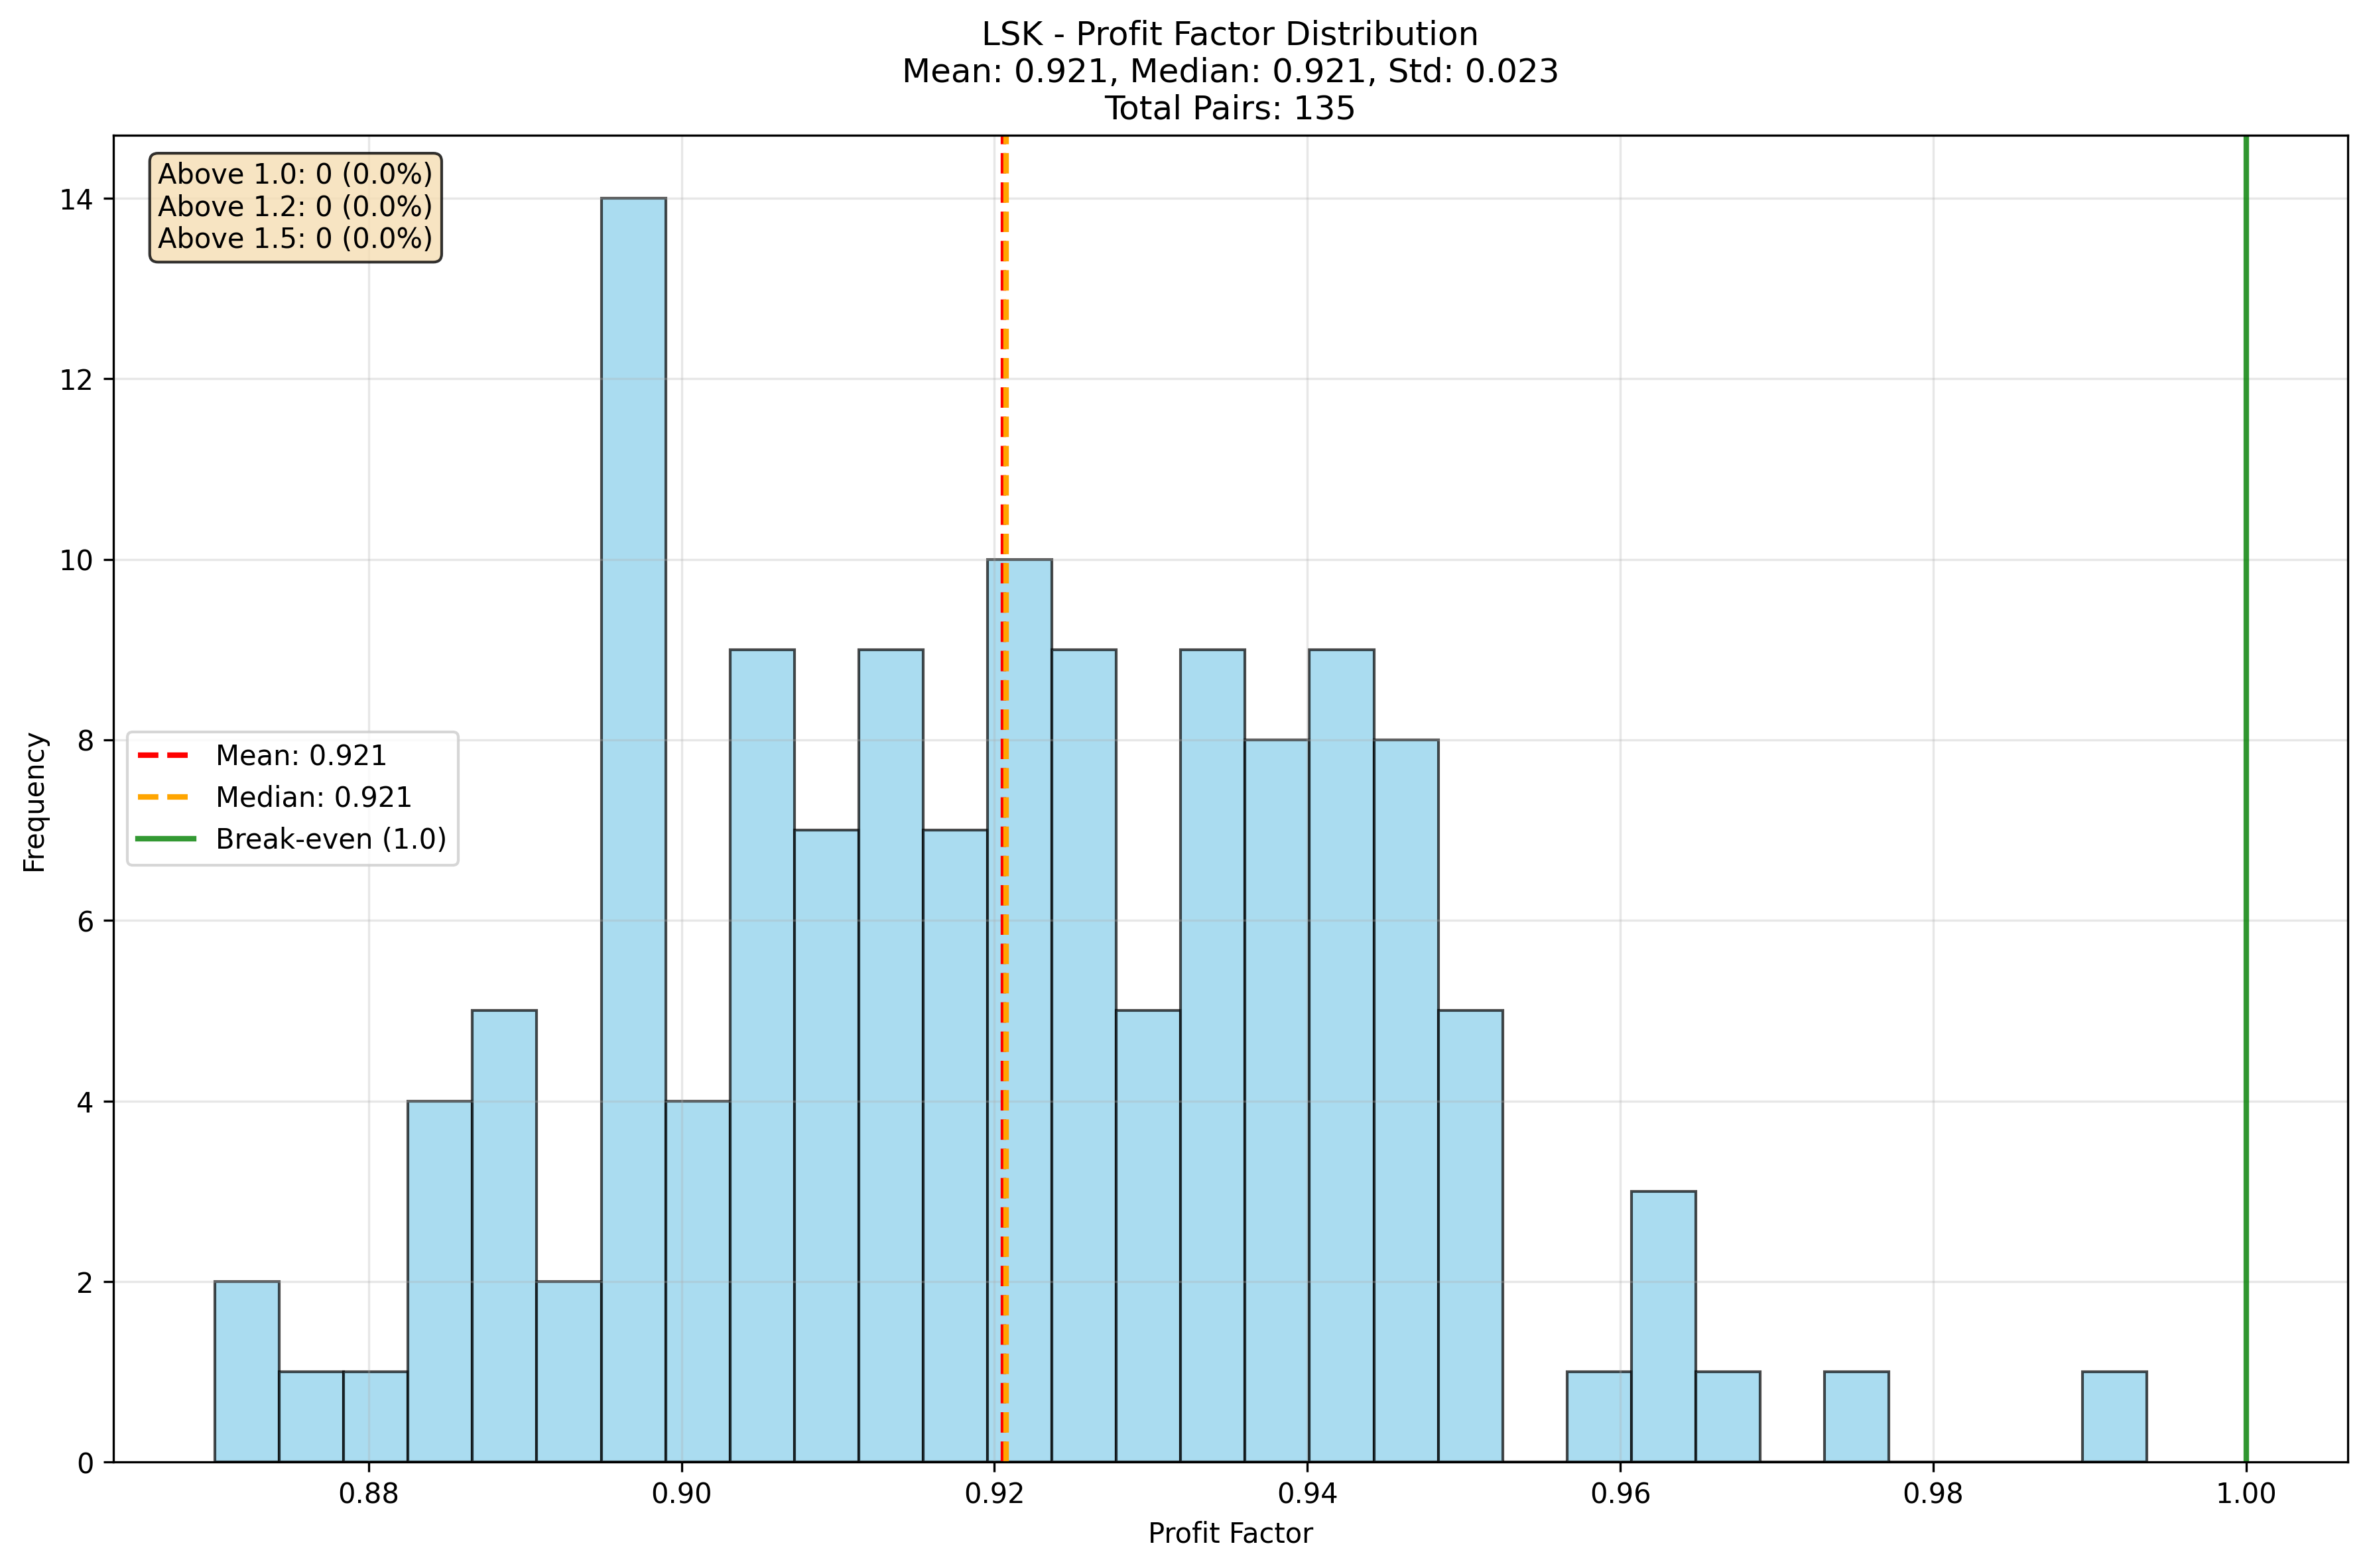 LSK - Profit Factor Distribution
Mean: 0.921, Median: 0.921, Std: 0.023
Total Pairs: 135
Above 1.0: 0 (0.0%)
Above 1.2: 0 (0.0%)
Above 1.5: 0 (0.0%)
Mean: 0.921
Median: 0.921
Break-even (1.0)
Frequency
14
12
10
8
6
4
2
0
0.88 0.90 0.92 0.94 0.96 0.98 1.00
Profit Factor